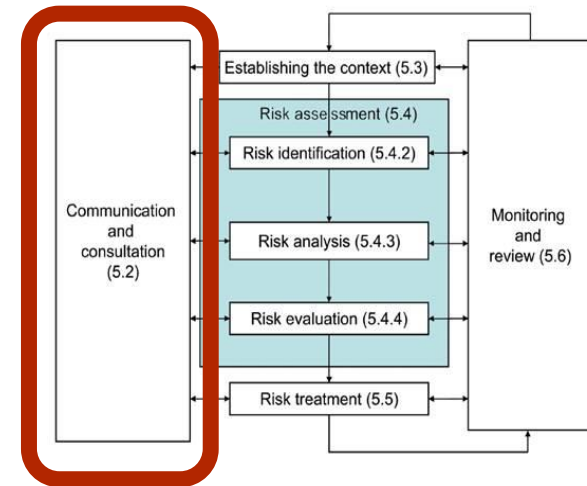 Establishing the context (5.3)
Risk assessment (5.4)
Risk identification (5.4.2)
Communication
and
consultation
(5.2)
Risk analysis (5.4.3)
Monitoring
and
review (5.6)
Risk evaluation (5.4.4)
Risk treatment (5.5)